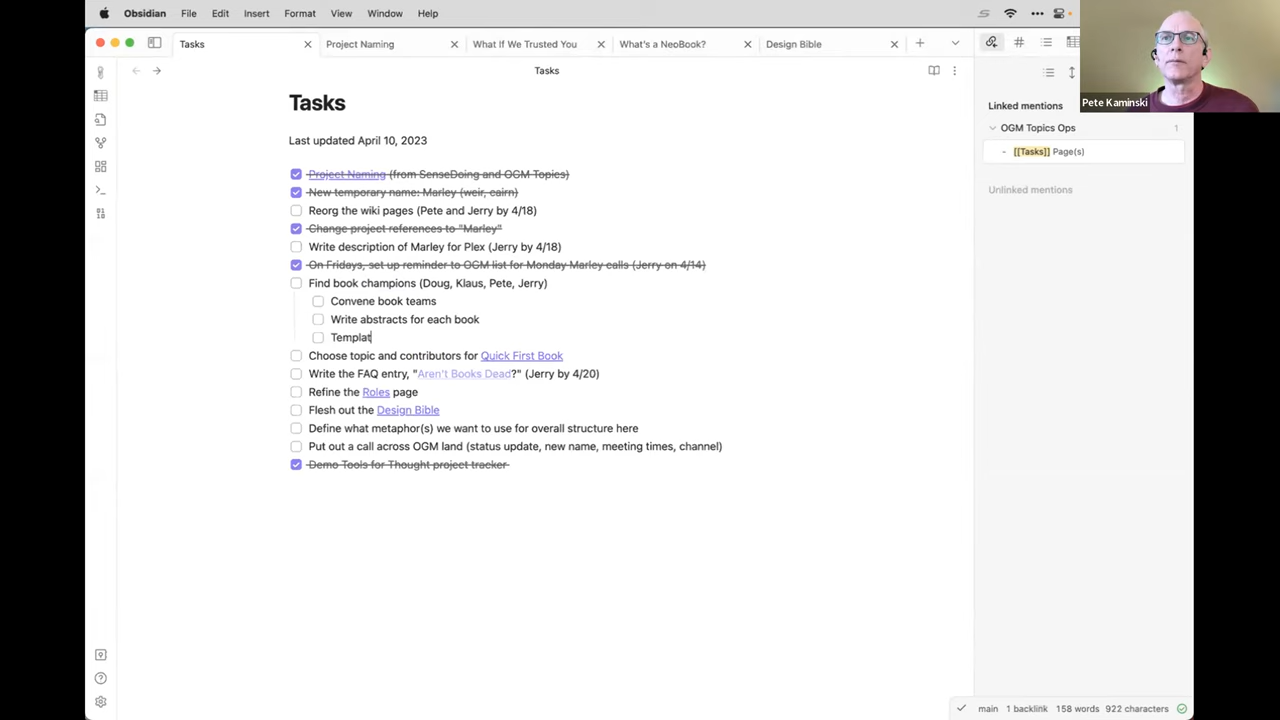 Obsidian File Edit Insert Format View Window Help
Tasks Project Naming What If We Trusted You What's a NeoBook? Design Bible
Tasks
Pete Kaminski
Tasks
Last updated April 10, 2023
Project Naming (from SenseDoing and OGM Topics)
New temporary name: Marley (weir, cairn)
Reorg the wiki pages (Pete and Jerry by 4/18)
Change project references to "Marley"
Write description of Marley for Plex (Jerry by 4/18)
On Fridays, set up reminder to OGM list for Monday Marley calls (Jerry on 4/14)
Find book champions (Doug, Klaus, Pete, Jerry)
Convene book teams
Write abstracts for each book
Templat
Choose topic and contributors for Quick First Book
Write the FAQ entry, "Aren't Books Dead?" (Jerry by 4/20)
Refine the Roles page
Flesh out the Design Bible
Define what metaphor(s) we want to use for overall structure here
Put out a call across OGM land (status update, new name, meeting times, channel)
Demo Tools for Thought project tracker
Linked mentions
OGM Topics Ops 1
- [[Tasks]] Page(s)
Unlinked mentions
main 1 backlink 158 words 922 characters